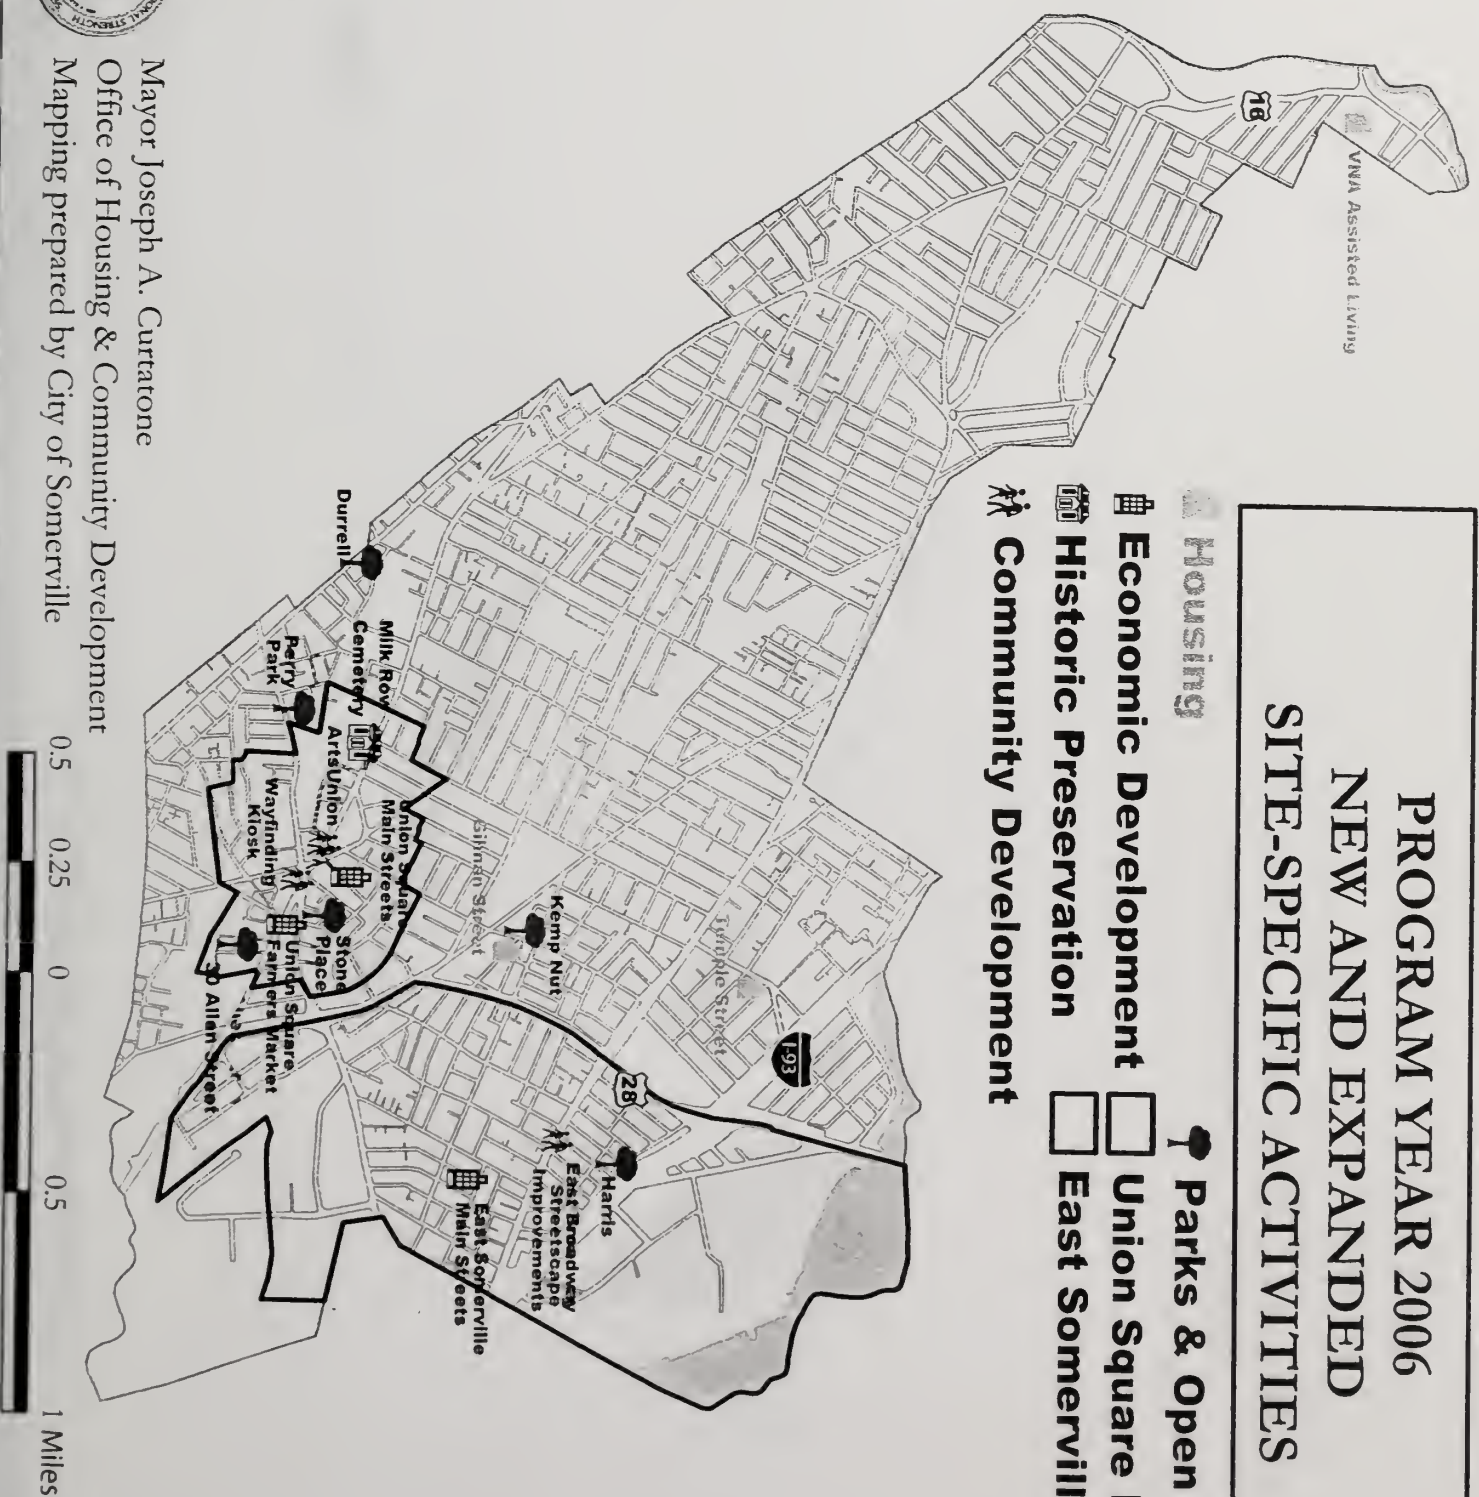 PROGRAM YEAR 2006
NEW AND EXPANDED
SITE-SPECIFIC ACTIVITIES
Housing
Economic Development
Historic Preservation
Community Development
Parks & Open
Union Square
East Somervill
16
VNA Assisted Living
Durrell
Milk Row
Cemetery
Perry
Park
ArtsUnion
Union Square
Main Streets
Wayfinding
Kiosk
Gilman Street
Kemp Nut
Temple Street
I-93
Stone
Place
Union Square
Farmers Market
30 Allen Street
28
Harris
East Broadway
Streetscape
Improvements
East Somerville
Main Streets
ONAL STRENGTH
Mayor Joseph A. Curtatone
Office of Housing & Community Development
Mapping prepared by City of Somerville
0.5 0.25 0 0.5 1 Miles